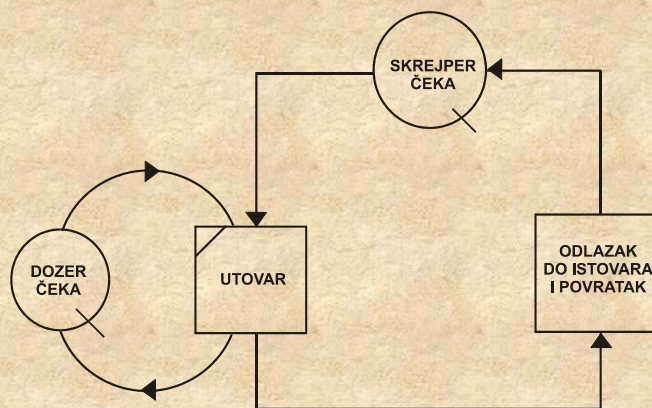 SKREJPER
ČEKA
DOZER
ČEKA
UTOVAR
ODLAZAK
DO ISTOVARA
I POVRATAK